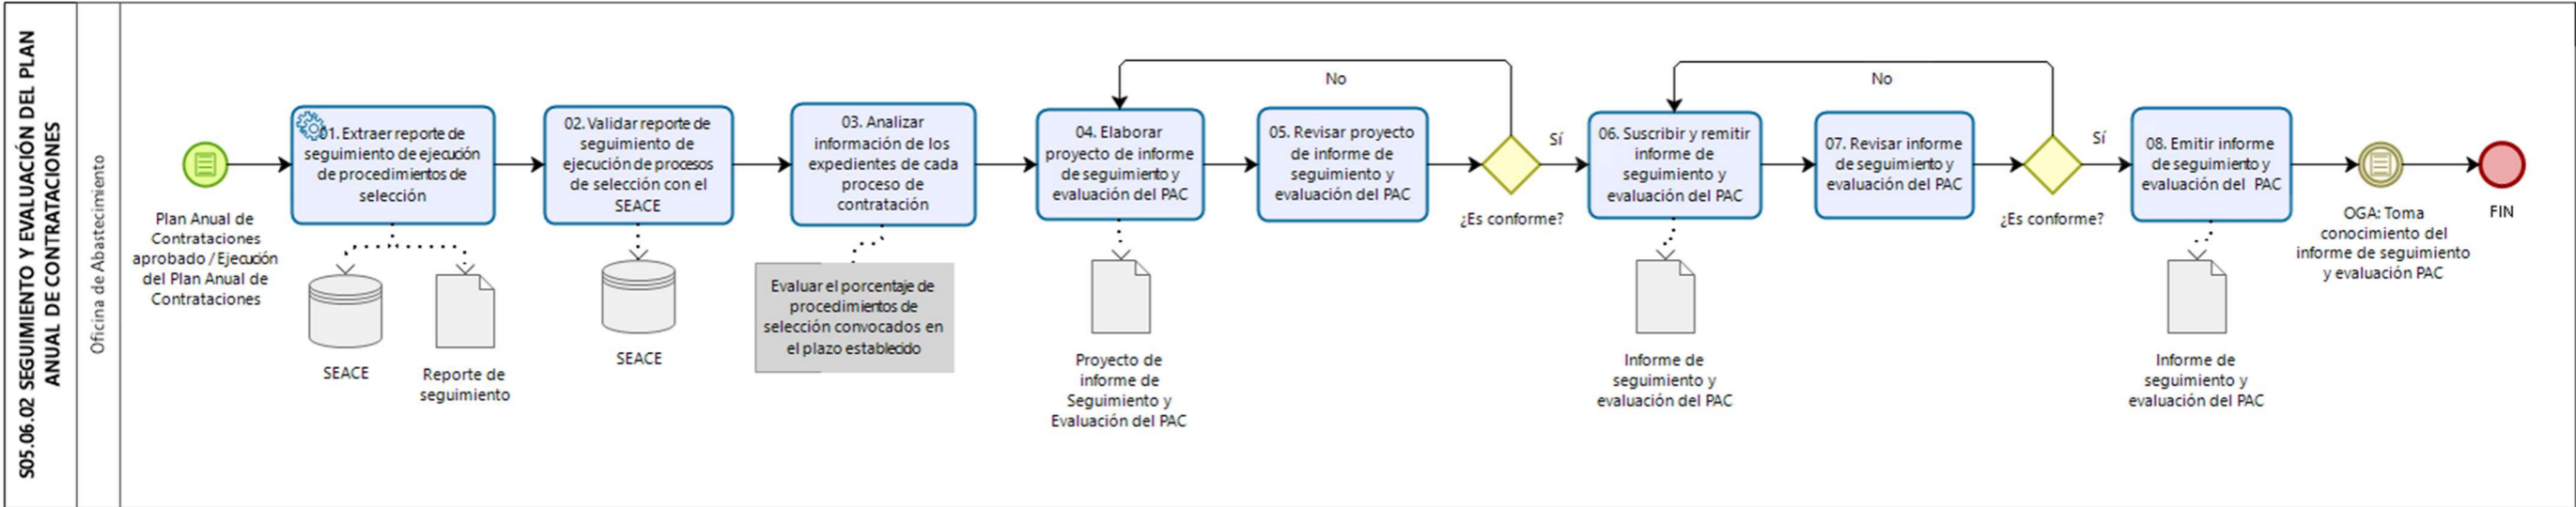 S05.06.02 SEGUIMIENTO Y EVALUACIÓN DEL PLAN
ANUAL DE CONTRATACIONES
Oficina de Abastecimiento
Plan Anual de
Contrataciones
aprobado / Ejecución
del Plan Anual de
Contrataciones
01. Extraer reporte de
seguimiento de ejecución
de procedimientos de
selección
SEACE
Reporte de
seguimiento
02. Validar reporte de
seguimiento de
ejecución de procesos
de selección con el
SEACE
SEACE
03. Analizar
información de los
expedientes de cada
proceso de
contratación
Evaluar el porcentaje de
procedimientos de
selección convocados en
el plazo establecido
04. Elaborar
proyecto de informe
de seguimiento y
evaluación del PAC
Proyecto de
informe de
Seguimiento y
Evaluación del PAC
05. Revisar proyecto
de informe de
seguimiento y
evaluación del PAC
No
Sí
¿Es conforme?
06. Suscribir y remitir
informe de
seguimiento y
evaluación del PAC
Informe de
seguimiento y
evaluación del PAC
07. Revisar informe
de seguimiento y
evaluación del PAC
No
Sí
¿Es conforme?
08. Emitir informe
de seguimiento y
evaluación del  PAC
Informe de
seguimiento y
evaluación del PAC
OGA: Toma
conocimiento del
informe de seguimiento
y evaluación PAC
FIN